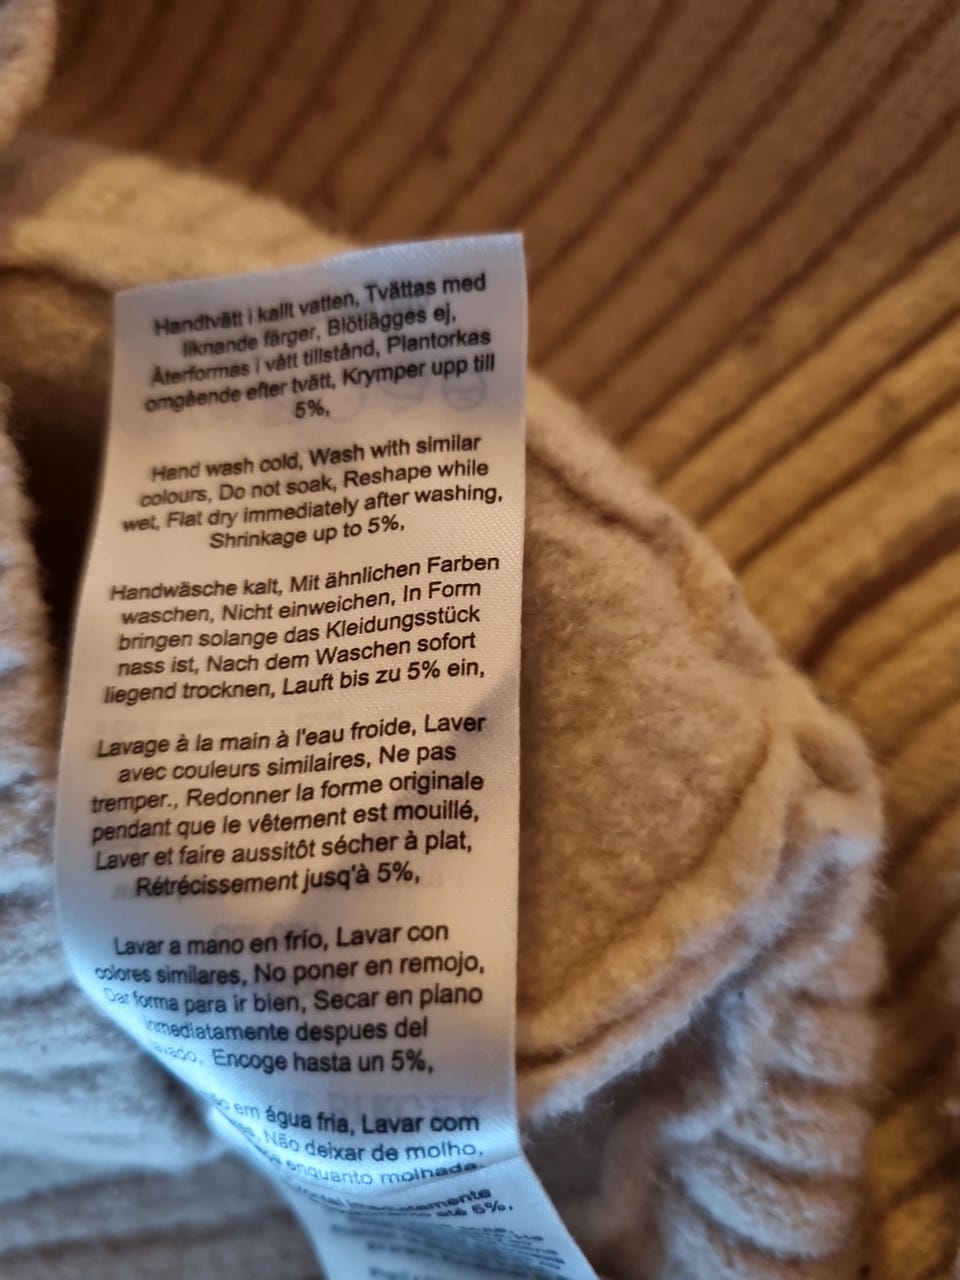 Handtvätt i kallt vatten, Tvättas med
liknande färger, Blötlägges ej,
Återformas i vått tillstånd, Plantorkas
omgående efter tvätt, Krymper upp till
5%,
Hand wash cold, Wash with similar
colours, Do not soak, Reshape while
wet, Flat dry immediately after washing,
Shrinkage up to 5%,
Handwäsche kalt, Mit ähnlichen Farben
waschen, Nicht einweichen, In Form
bringen solange das Kleidungsstück
nass ist, Nach dem Waschen sofort
liegend trocknen, Lauft bis zu 5% ein,
Lavage à la main à l'eau froide, Laver
avec couleurs similaires, Ne pas
tremper., Redonner la forme originale
pendant que le vêtement est mouillé,
Laver et faire aussitôt sécher à plat,
Rétrécissement jusq'à 5%,
Lavar a mano en frío, Lavar con
colores similares, No poner en remojo,
Dar forma para ir bien, Secar en plano
inmediatamente despues del
lavado, Encoge hasta un 5%,
em água fria, Lavar com
Não deixar de molho,
enquanto molhada.
imediatamente
até 5%,